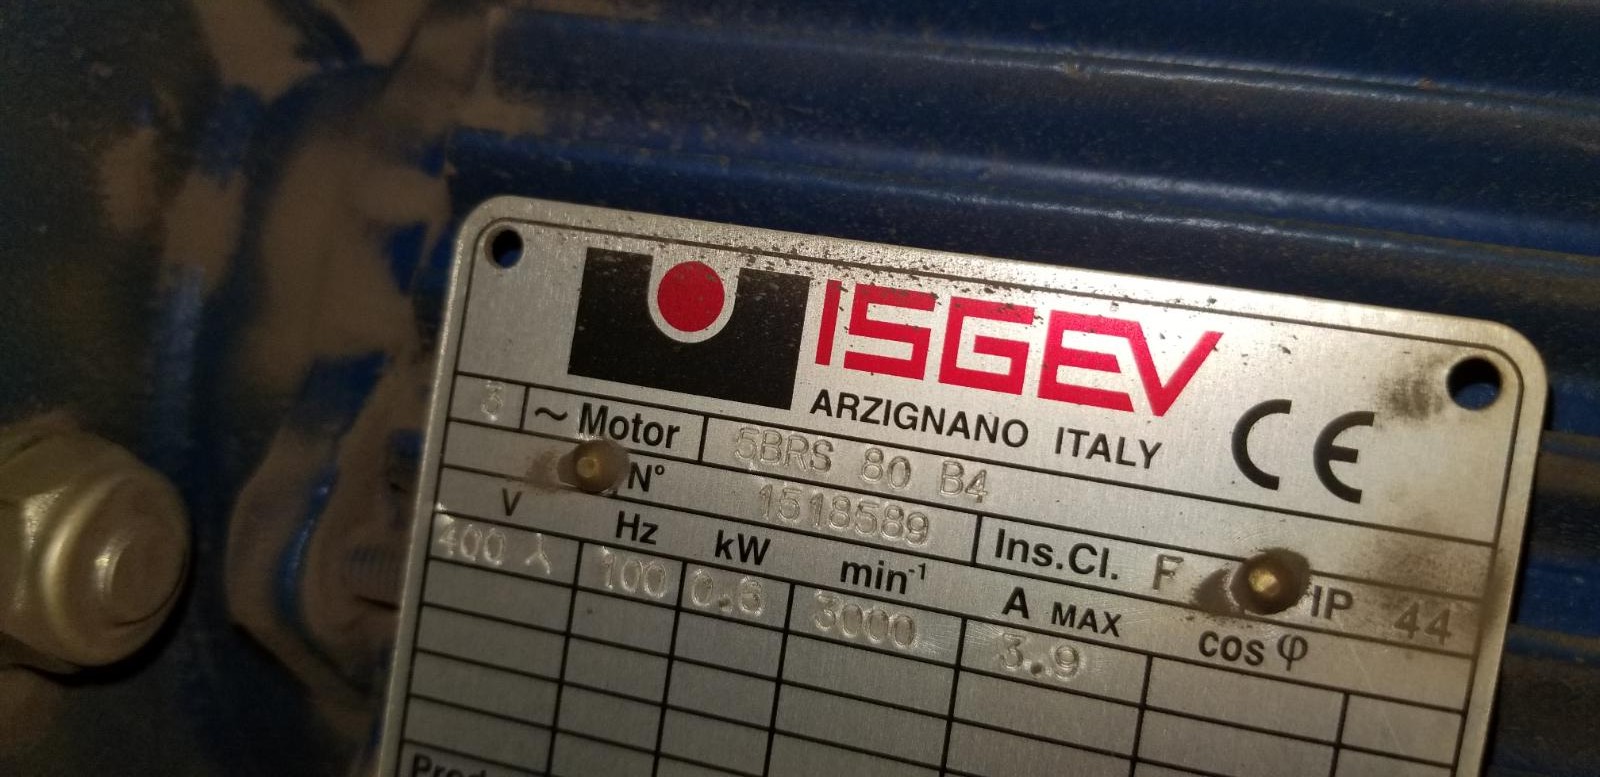 ISGEV
ARZIGNANO ITALY
CE
3 ~ Motor 5BRS 80 B4
N° 1518589 Ins.Cl. F IP 44
V Hz kW min-1 A MAX cos φ
400 100 0.6 3000 3.9